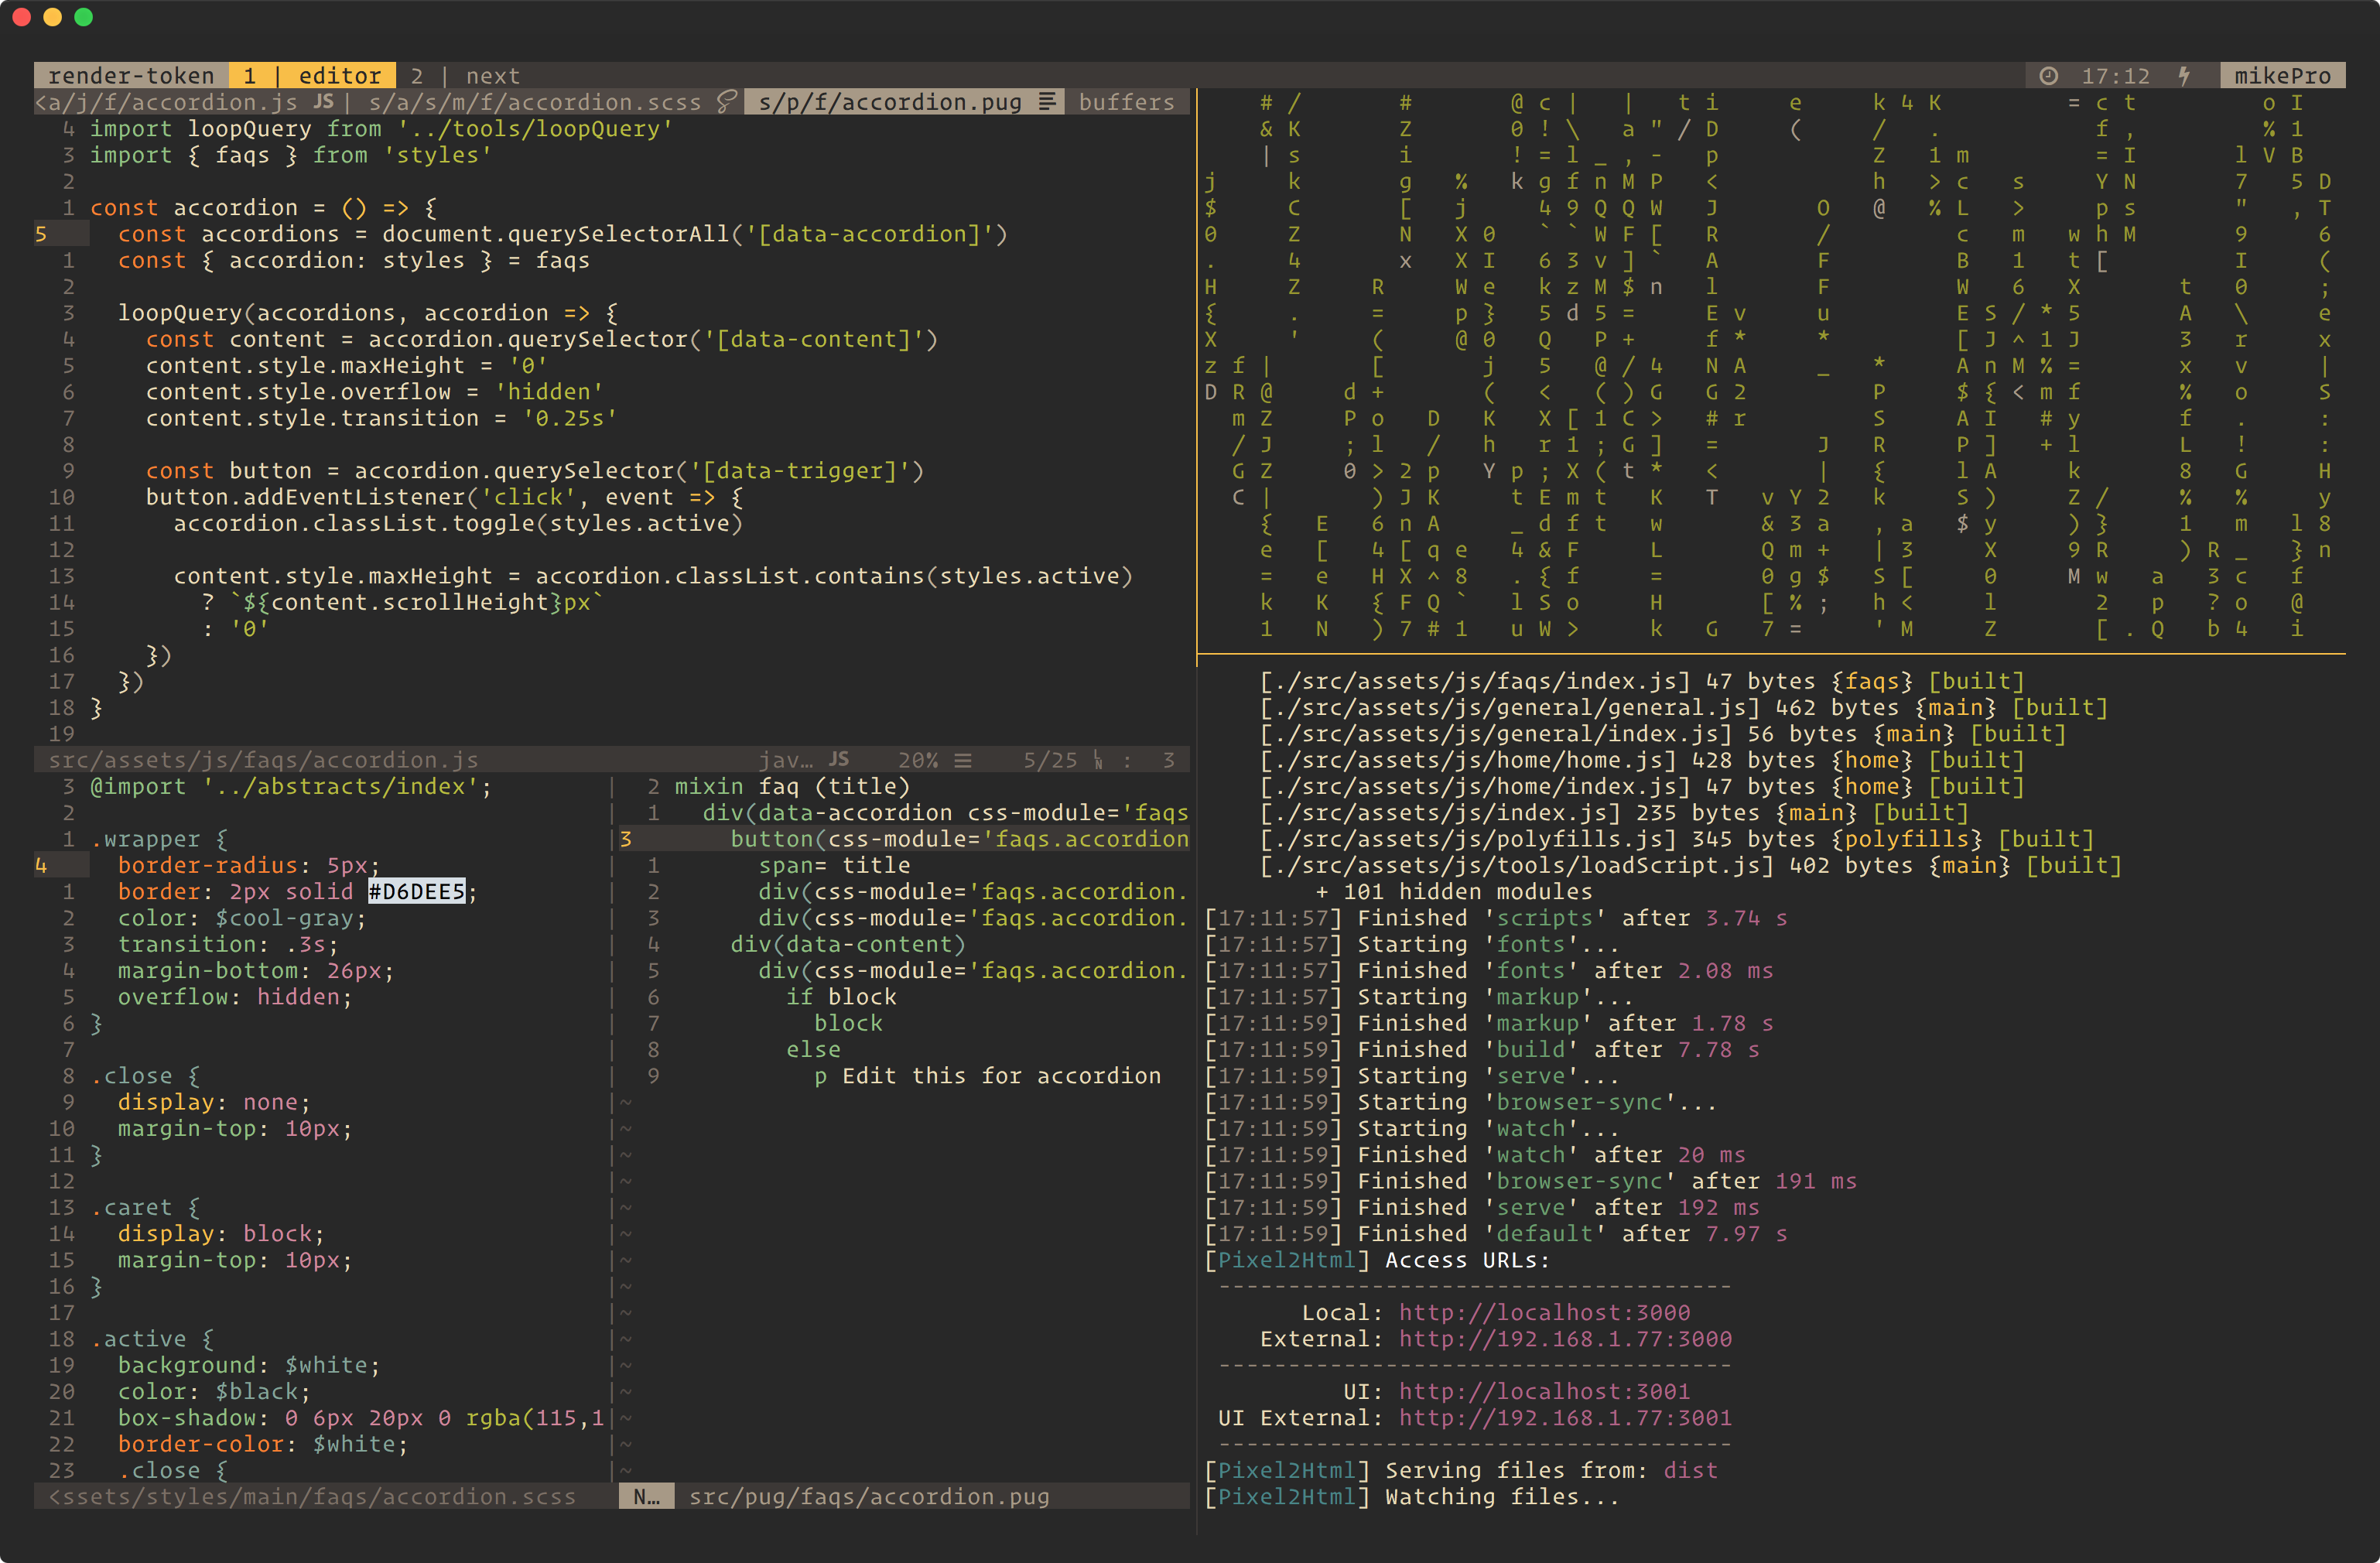 render-token 1 | editor 2 | next 17:12 mikePro
<a/j/f/accordion.js JS | s/a/s/m/f/accordion.scss s/p/f/accordion.pug buffers
4 import loopQuery from '../tools/loopQuery'
3 import { faqs } from 'styles'
2
1 const accordion = () => {
5 const accordions = document.querySelectorAll('[data-accordion]')
1 const { accordion: styles } = faqs
2
3 loopQuery(accordions, accordion => {
4 const content = accordion.querySelector('[data-content]')
5 content.style.maxHeight = '0'
6 content.style.overflow = 'hidden'
7 content.style.transition = '0.25s'
8
9 const button = accordion.querySelector('[data-trigger]')
10 button.addEventListener('click', event => {
11 accordion.classList.toggle(styles.active)
12
13 content.style.maxHeight = accordion.classList.contains(styles.active)
14 ? `${content.scrollHeight}px`
15 : '0'
16 })
17 })
18 }
19
src/assets/js/faqs/accordion.js jav… JS 20% ☰ 5/25 : 3
3 @import '../abstracts/index';
2
1 .wrapper {
4 border-radius: 5px;
1 border: 2px solid #D6DEE5;
2 color: $cool-gray;
3 transition: .3s;
4 margin-bottom: 26px;
5 overflow: hidden;
6 }
7
8 .close {
9 display: none;
10 margin-top: 10px;
11 }
12
13 .caret {
14 display: block;
15 margin-top: 10px;
16 }
17
18 .active {
19 background: $white;
20 color: $black;
21 box-shadow: 0 6px 20px 0 rgba(115,1
22 border-color: $white;
23 .close {
<ssets/styles/main/faqs/accordion.scss
2 mixin faq (title)
1 div(data-accordion css-module='faqs
3 button(css-module='faqs.accordion
1 span= title
2 div(css-module='faqs.accordion.
3 div(css-module='faqs.accordion.
4 div(data-content)
5 div(css-module='faqs.accordion.
6 if block
7 block
8 else
9 p Edit this for accordion
N… src/pug/faqs/accordion.pug
[./src/assets/js/faqs/index.js] 47 bytes {faqs} [built]
[./src/assets/js/general/general.js] 462 bytes {main} [built]
[./src/assets/js/general/index.js] 56 bytes {main} [built]
[./src/assets/js/home/home.js] 428 bytes {home} [built]
[./src/assets/js/home/index.js] 47 bytes {home} [built]
[./src/assets/js/index.js] 235 bytes {main} [built]
[./src/assets/js/polyfills.js] 345 bytes {polyfills} [built]
[./src/assets/js/tools/loadScript.js] 402 bytes {main} [built]
+ 101 hidden modules
[17:11:57] Finished 'scripts' after 3.74 s
[17:11:57] Starting 'fonts'...
[17:11:57] Finished 'fonts' after 2.08 ms
[17:11:57] Starting 'markup'...
[17:11:59] Finished 'markup' after 1.78 s
[17:11:59] Finished 'build' after 7.78 s
[17:11:59] Starting 'serve'...
[17:11:59] Starting 'browser-sync'...
[17:11:59] Starting 'watch'...
[17:11:59] Finished 'watch' after 20 ms
[17:11:59] Finished 'browser-sync' after 191 ms
[17:11:59] Finished 'serve' after 192 ms
[17:11:59] Finished 'default' after 7.97 s
[Pixel2Html] Access URLs:
-------------------------------------
Local: http://localhost:3000
External: http://192.168.1.77:3000
-------------------------------------
UI: http://localhost:3001
UI External: http://192.168.1.77:3001
-------------------------------------
[Pixel2Html] Serving files from: dist
[Pixel2Html] Watching files...